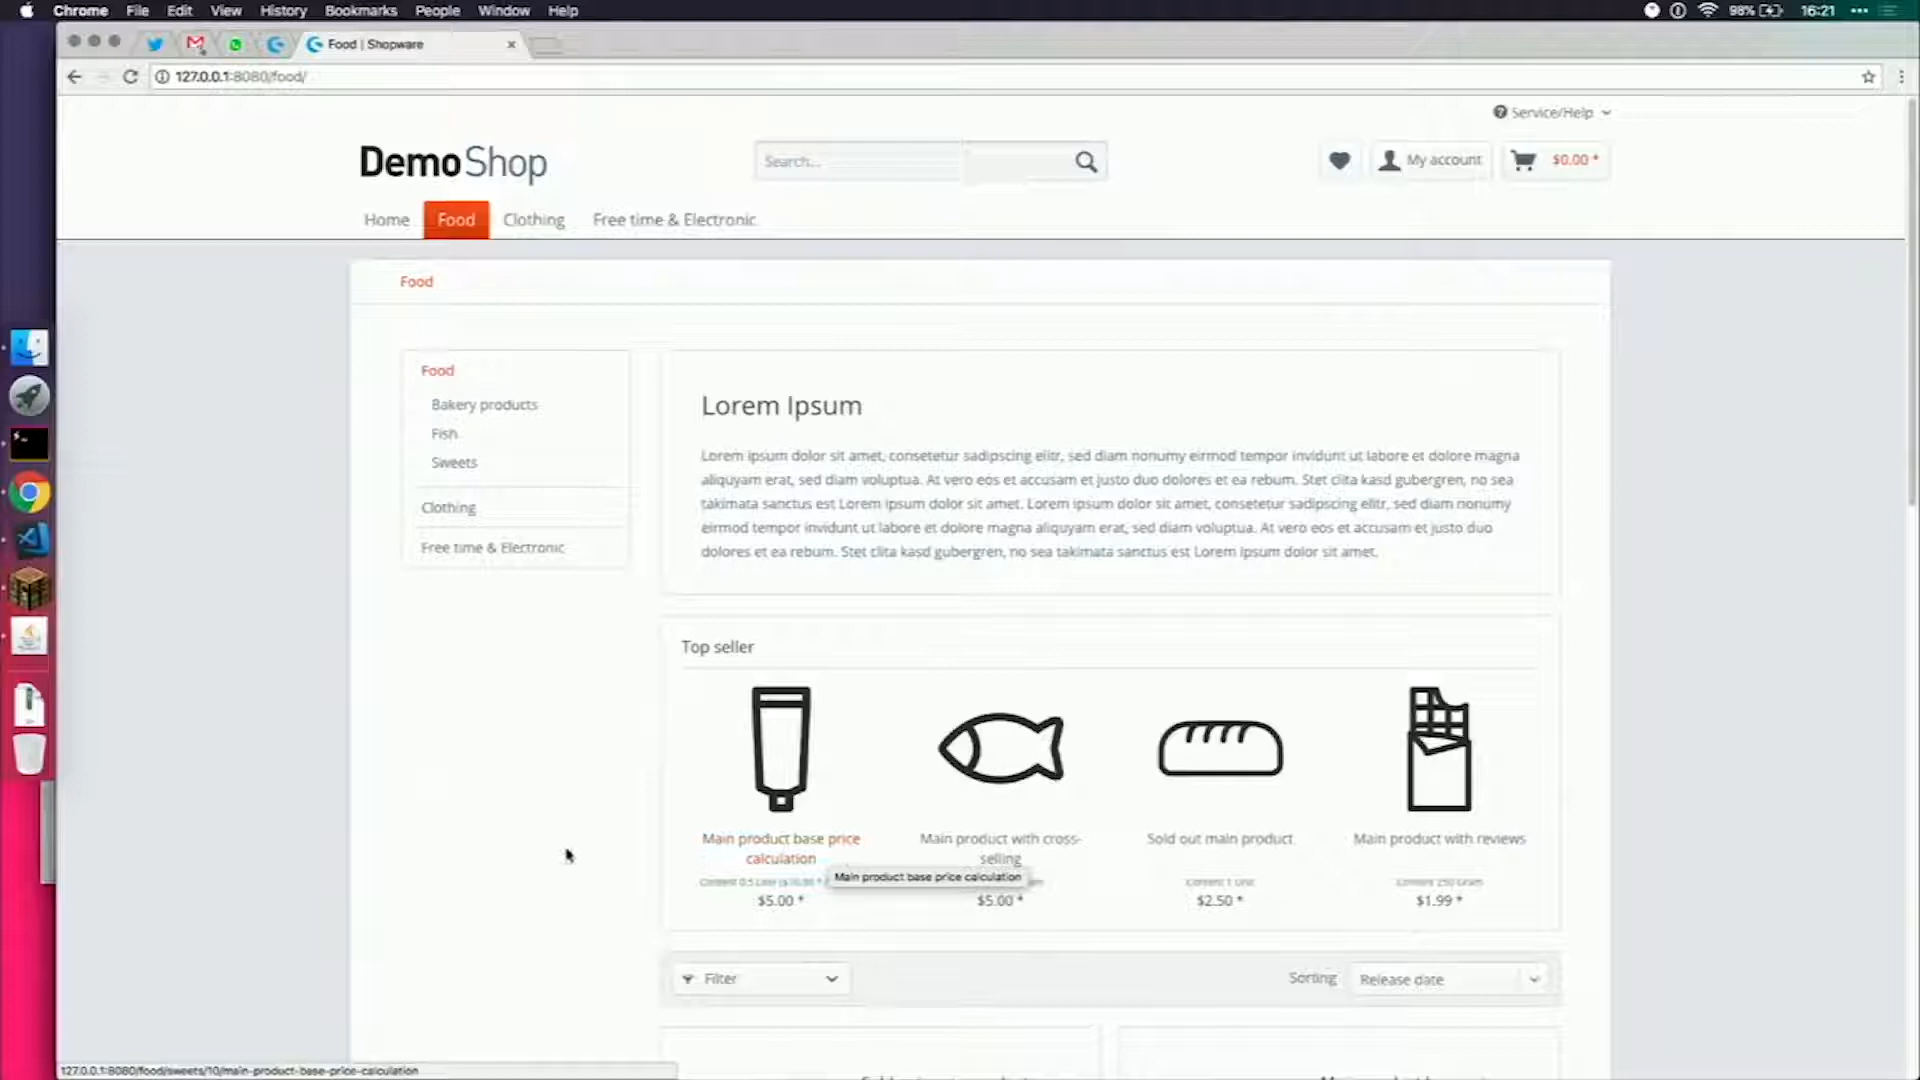 Chrome File Edit View History Bookmarks People Window Help
98% 16:21
Food | Shopware
127.0.0.1:8080/food/
Service/Help
DemoShop
Search...
My account
$0.00 *
Home Food Clothing Free time & Electronic
Food
Food
Bakery products
Fish
Sweets
Clothing
Free time & Electronic
Lorem Ipsum
Lorem ipsum dolor sit amet, consetetur sadipscing elitr, sed diam nonumy eirmod tempor invidunt ut labore et dolore magna
aliquyam erat, sed diam voluptua. At vero eos et accusam et justo duo dolores et ea rebum. Stet clita kasd gubergren, no sea
takimata sanctus est Lorem ipsum dolor sit amet. Lorem ipsum dolor sit amet, consetetur sadipscing elitr, sed diam nonumy
eirmod tempor invidunt ut labore et dolore magna aliquyam erat, sed diam voluptua. At vero eos et accusam et justo duo
dolores et ea rebum. Stet clita kasd gubergren, no sea takimata sanctus est Lorem ipsum dolor sit amet.
Top seller
Main product base price
calculation
Content 0.5 Liter
$5.00 *
Main product with cross-
selling
$5.00 *
Main product base price calculation
Sold out main product
Content 1 Unit
$2.50 *
Main product with reviews
Content 250 Gram
$1.99 *
Filter
Sorting Release date
127.0.0.1:8080/food/sweets/10/main-product-base-price-calculation